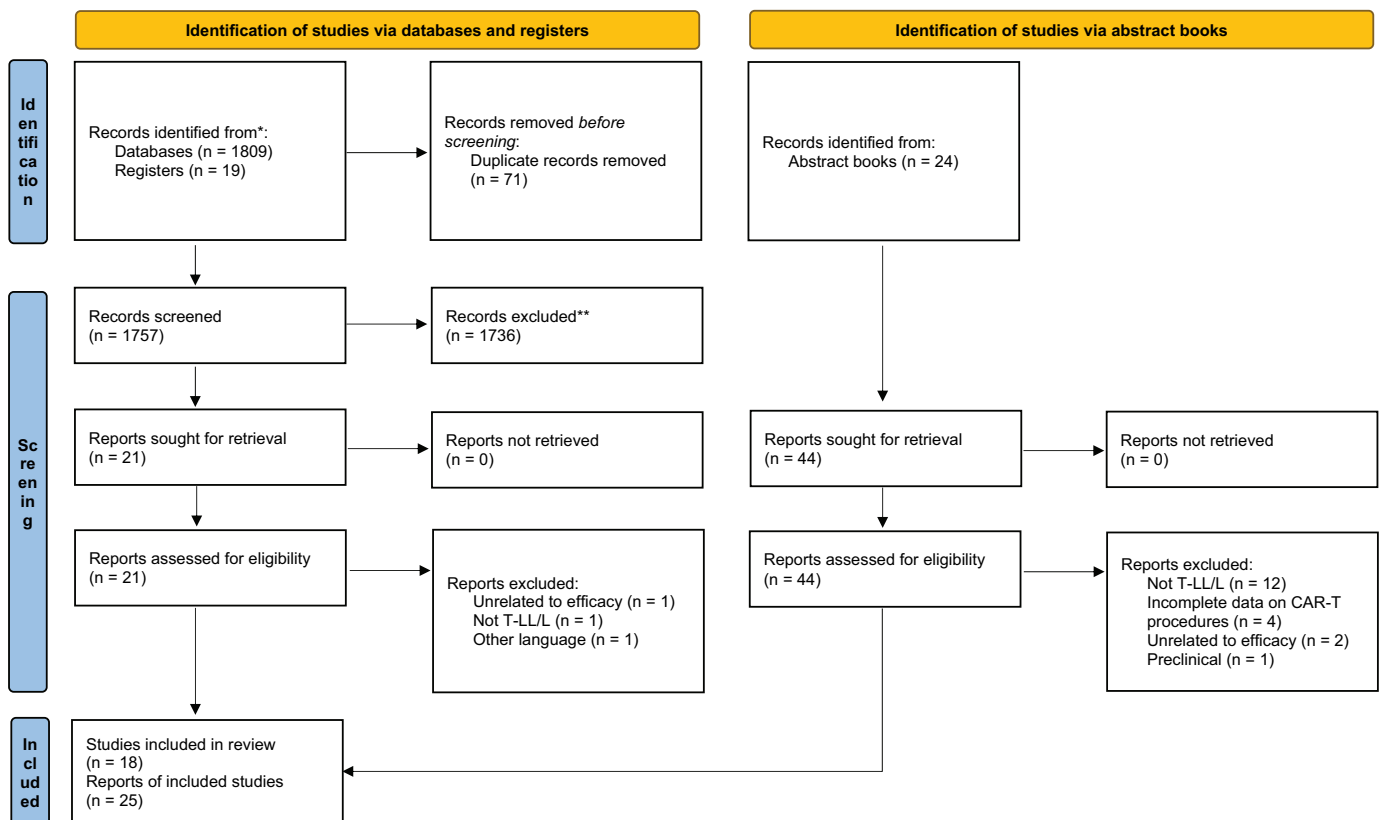 Identification of studies via databases and registers
Identification of studies via abstract books
Id
en
tifi
ca
tio
n
Records identified from*:
Databases (n = 1809)
Registers (n = 19)
Records removed before
screening:
Duplicate records removed
(n = 71)
Records identified from:
Abstract books (n = 24)
Sc
re
en
in
g
Records screened
(n = 1757)
Records excluded**
(n = 1736)
Reports sought for retrieval
(n = 21)
Reports not retrieved
(n = 0)
Reports sought for retrieval
(n = 44)
Reports not retrieved
(n = 0)
Reports assessed for eligibility
(n = 21)
Reports excluded:
Unrelated to efficacy (n = 1)
Not T-LL/L (n = 1)
Other language (n = 1)
Reports assessed for eligibility
(n = 44)
Reports excluded:
Not T-LL/L (n = 12)
Incomplete data on CAR-T
procedures (n = 4)
Unrelated to efficacy (n = 2)
Preclinical (n = 1)
In
cl
ud
ed
Studies included in review
(n = 18)
Reports of included studies
(n = 25)